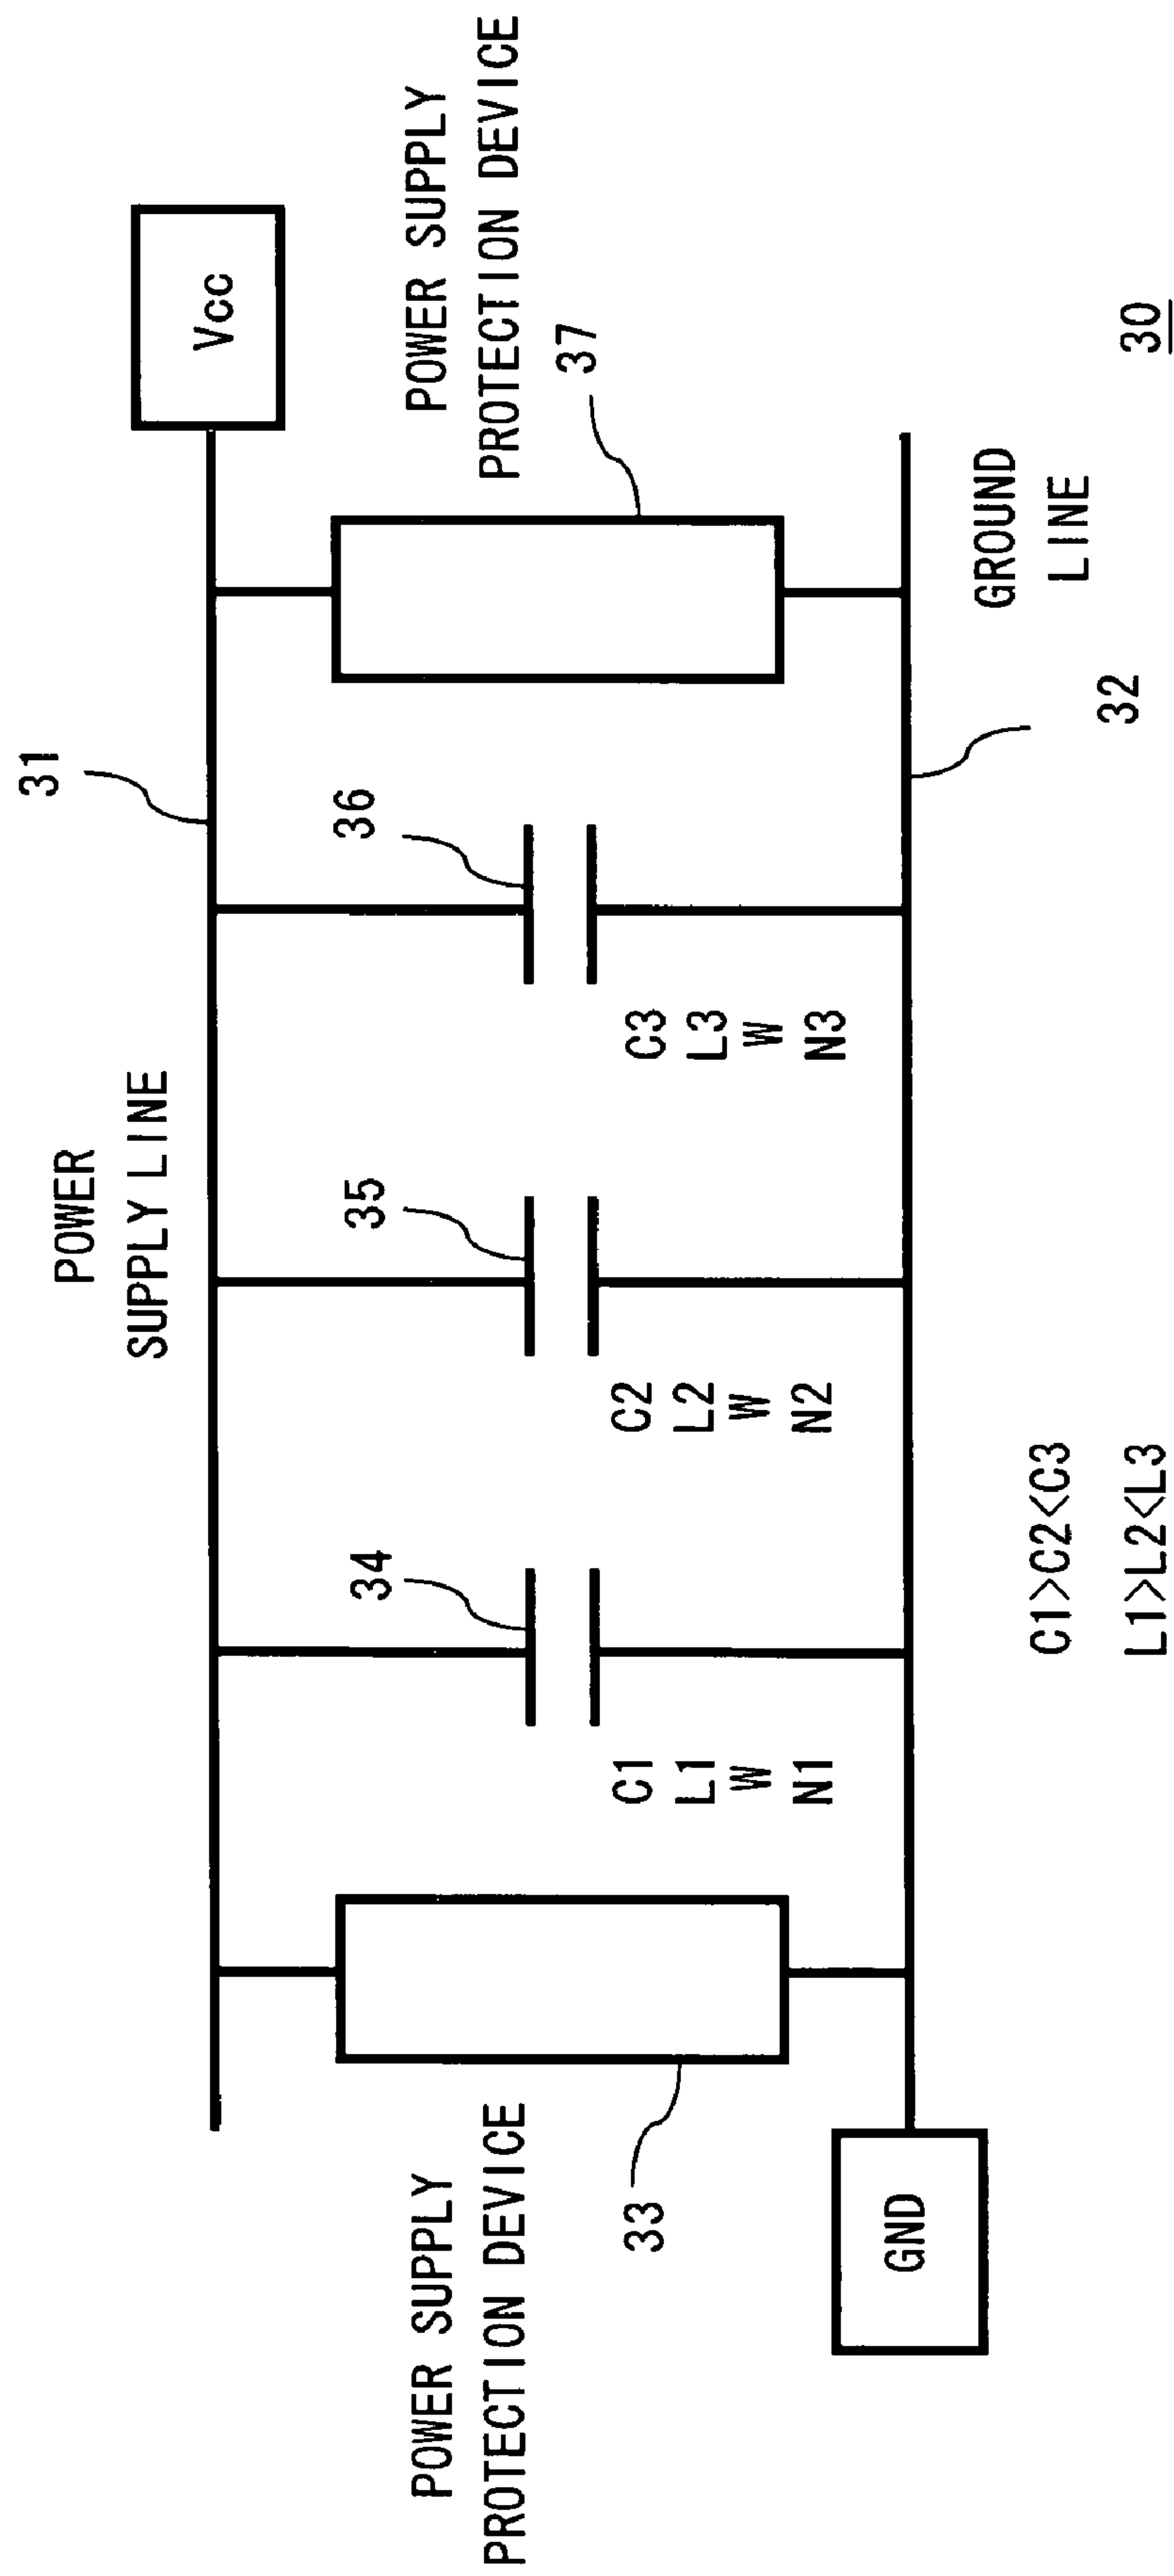 POWER
SUPPLY LINE
31
Vcc
POWER SUPPLY
PROTECTION DEVICE
33
34
C1
L1
W
N1
35
C2
L2
W
N2
36
C3
L3
W
N3
POWER SUPPLY
PROTECTION DEVICE
37
GND
32
GROUND
LINE
C1>C2<C3
L1>L2<L3
30